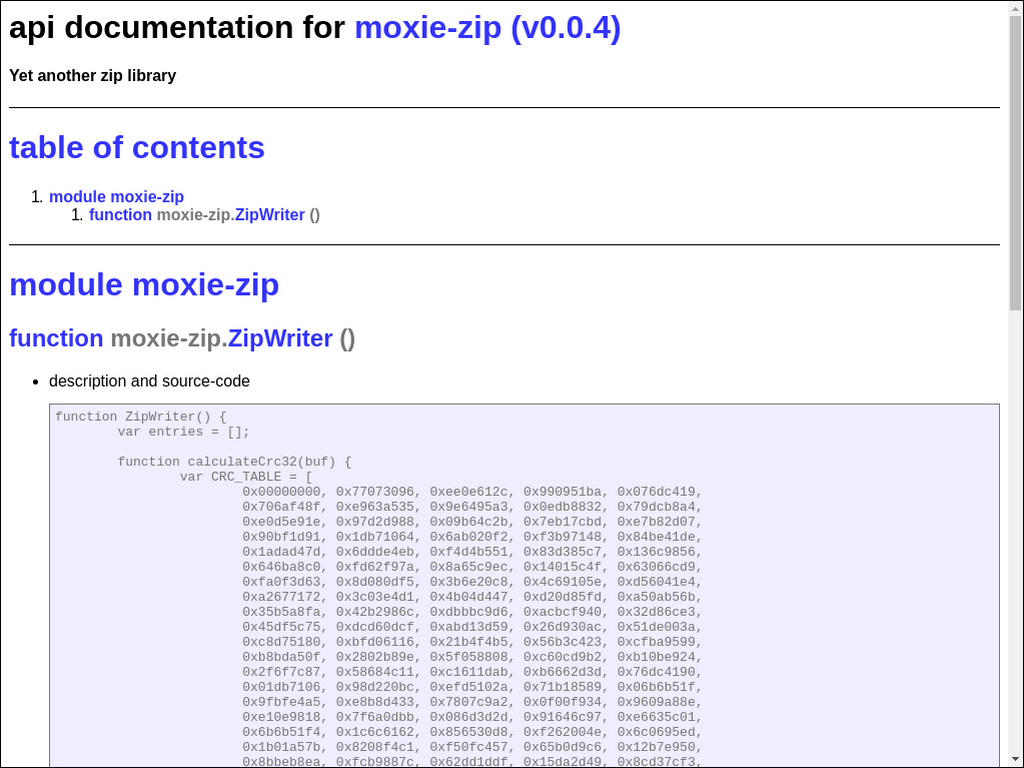 api documentation for moxie-zip (v0.0.4)
Yet another zip library
table of contents
1. module moxie-zip
1. function moxie-zip.ZipWriter ()
module moxie-zip
function moxie-zip.ZipWriter ()
description and source-code
function ZipWriter() {
var entries = [];
function calculateCrc32(buf) {
var CRC_TABLE = [
0x00000000, 0x77073096, 0xee0e612c, 0x990951ba, 0x076dc419,
0x706af48f, 0xe963a535, 0x9e6495a3, 0x0edb8832, 0x79dcb8a4,
0xe0d5e91e, 0x97d2d988, 0x09b64c2b, 0x7eb17cbd, 0xe7b82d07,
0x90bf1d91, 0x1db71064, 0x6ab020f2, 0xf3b97148, 0x84be41de,
0x1adad47d, 0x6ddde4eb, 0xf4d4b551, 0x83d385c7, 0x136c9856,
0x646ba8c0, 0xfd62f97a, 0x8a65c9ec, 0x14015c4f, 0x63066cd9,
0xfa0f3d63, 0x8d080df5, 0x3b6e20c8, 0x4c69105e, 0xd56041e4,
0xa2677172, 0x3c03e4d1, 0x4b04d447, 0xd20d85fd, 0xa50ab56b,
0x35b5a8fa, 0x42b2986c, 0xdbbbc9d6, 0xacbcf940, 0x32d86ce3,
0x45df5c75, 0xdcd60dcf, 0xabd13d59, 0x26d930ac, 0x51de003a,
0xc8d75180, 0xbfd06116, 0x21b4f4b5, 0x56b3c423, 0xcfba9599,
0xb8bda50f, 0x2802b89e, 0x5f058808, 0xc60cd9b2, 0xb10be924,
0x2f6f7c87, 0x58684c11, 0xc1611dab, 0xb6662d3d, 0x76dc4190,
0x01db7106, 0x98d220bc, 0xefd5102a, 0x71b18589, 0x06b6b51f,
0x9fbfe4a5, 0xe8b8d433, 0x7807c9a2, 0x0f00f934, 0x9609a88e,
0xe10e9818, 0x7f6a0dbb, 0x086d3d2d, 0x91646c97, 0xe6635c01,
0x6b6b51f4, 0x1c6c6162, 0x856530d8, 0xf262004e, 0x6c0695ed,
0x1b01a57b, 0x8208f4c1, 0xf50fc457, 0x65b0d9c6, 0x12b7e950,
0x8bbeb8ea, 0xfcb9887c, 0x62dd1ddf, 0x15da2d49, 0x8cd37cf3,